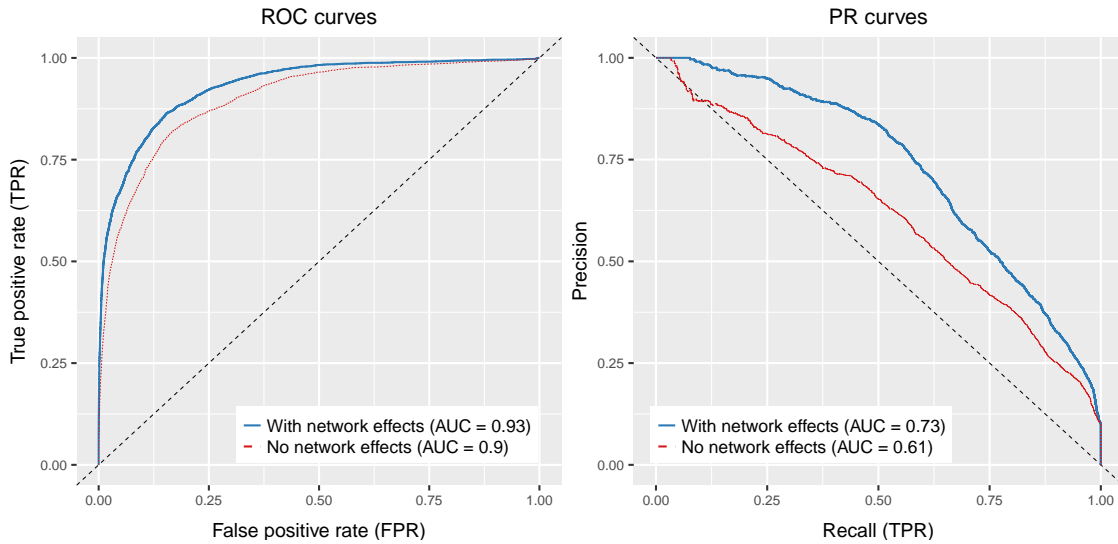 ROC curves
1.00
0.75
0.50
0.25
0.00
True positive rate (TPR)
With network effects (AUC = 0.93)
No network effects (AUC = 0.9)
0.00 0.25 0.50 0.75 1.00
False positive rate (FPR)
PR curves
1.00
0.75
0.50
0.25
0.00
Precision
With network effects (AUC = 0.73)
No network effects (AUC = 0.61)
0.00 0.25 0.50 0.75 1.00
Recall (TPR)